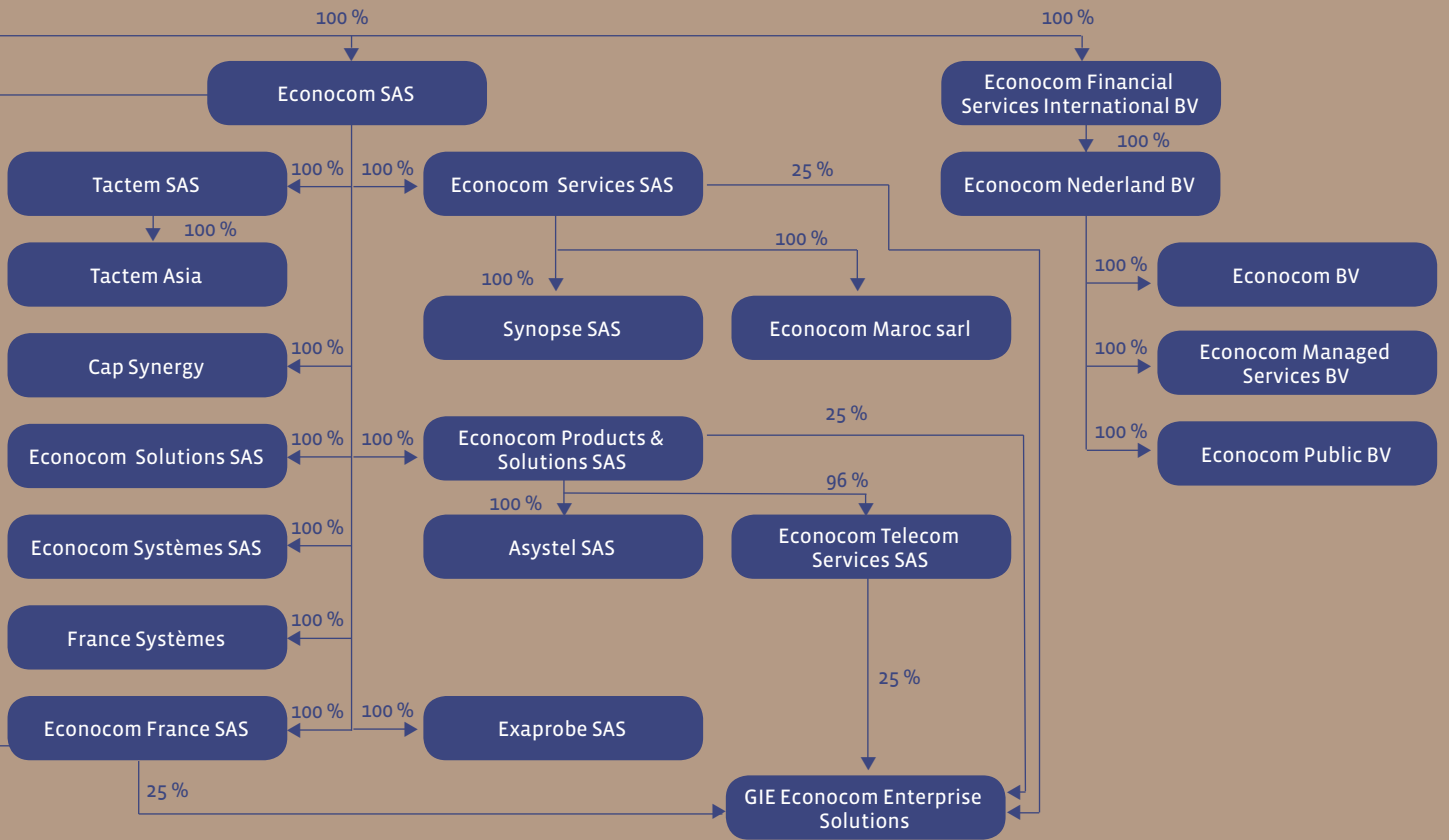 100 %
100 %
Econocom SAS
Econocom Financial
Services International BV
100 %
Tactem SAS
100 %
100 %
Econocom Services SAS
25 %
Econocom Nederland BV
100 %
Tactem Asia
100 %
100 %
Synopse SAS
Econocom Maroc sarl
100 %
Econocom BV
100 %
Econocom Managed
Services BV
100 %
Econocom Public BV
Cap Synergy
100 %
Econocom Solutions SAS
100 %
100 %
Econocom Products &
Solutions SAS
25 %
96 %
100 %
Asystel SAS
Econocom Telecom
Services SAS
Econocom Systèmes SAS
100 %
France Systèmes
100 %
25 %
Econocom France SAS
100 %
100 %
Exaprobe SAS
25 %
GIE Econocom Enterprise
Solutions